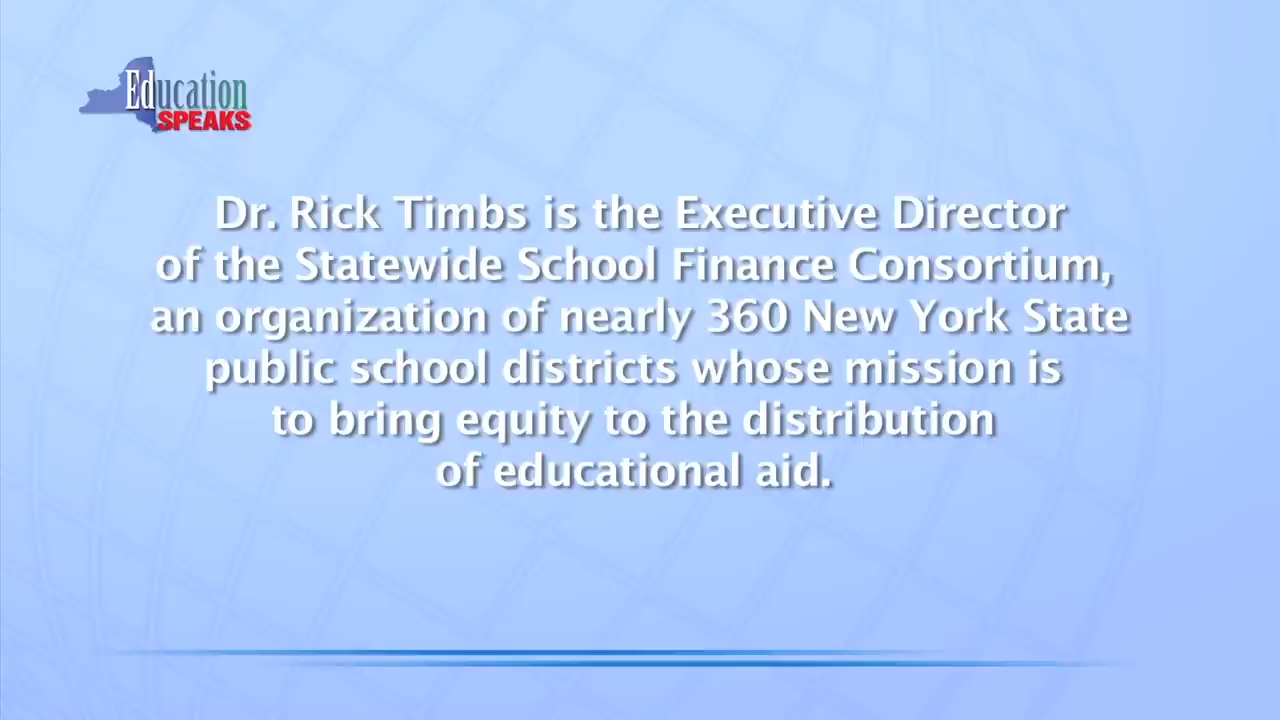 Education
SPEAKS
Dr. Rick Timbs is the Executive Director
of the Statewide School Finance Consortium,
an organization of nearly 360 New York State
public school districts whose mission is
to bring equity to the distribution
of educational aid.